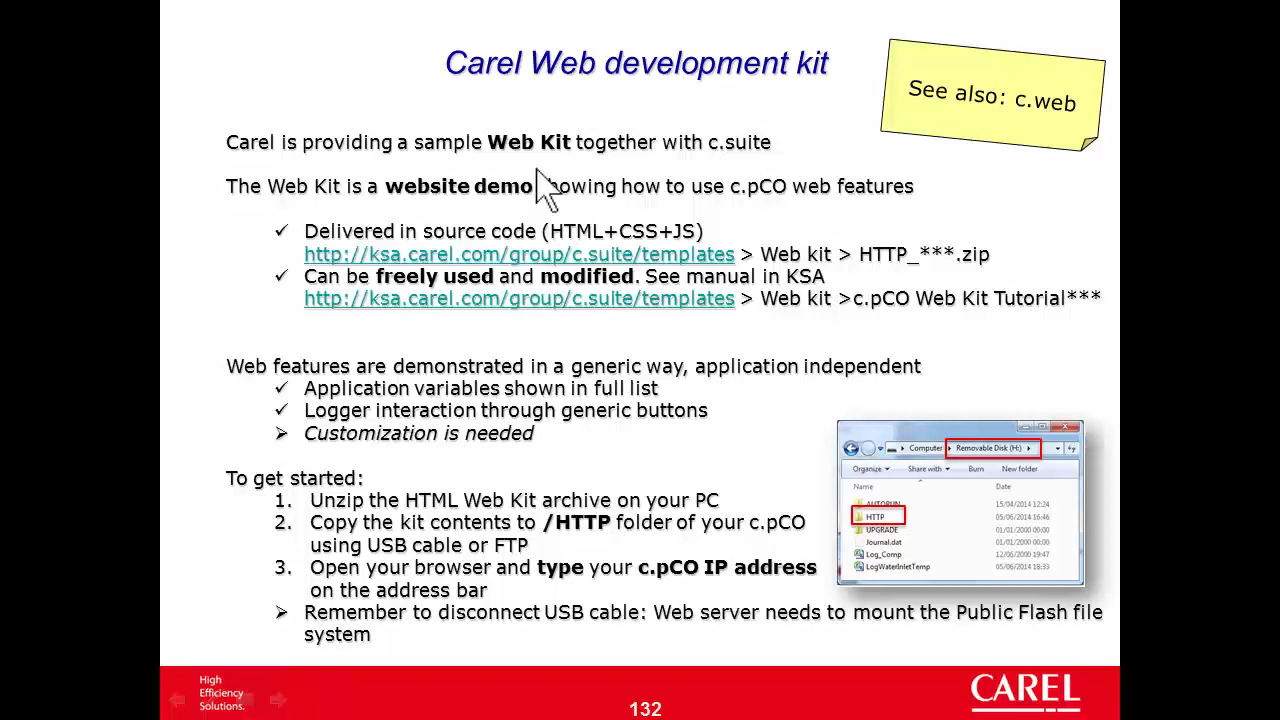 Carel Web development kit
See also: c.web
Carel is providing a sample Web Kit together with c.suite
The Web Kit is a website demo howing how to use c.pCO web features
✓ Delivered in source code (HTML+CSS+JS)
http://ksa.carel.com/group/c.suite/templates > Web kit > HTTP_***.zip
✓ Can be freely used and modified. See manual in KSA
http://ksa.carel.com/group/c.suite/templates > Web kit >c.pCO Web Kit Tutorial***
Web features are demonstrated in a generic way, application independent
✓ Application variables shown in full list
✓ Logger interaction through generic buttons
➢ Customization is needed
To get started:
1. Unzip the HTML Web Kit archive on your PC
2. Copy the kit contents to /HTTP folder of your c.pCO
using USB cable or FTP
3. Open your browser and type your c.pCO IP address
on the address bar
➢ Remember to disconnect USB cable: Web server needs to mount the Public Flash file
system
Computer Removable Disk (H:)
Organize Share with Burn New folder
Name Date
AUTORUN 15/04/2014 12:24
HTTP 05/06/2014 16:46
UPGRADE 01/01/2000 00:00
Journal.dat 01/01/2000 00:00
Log_Comp 12/06/2000 19:47
LogWaterInletTemp 05/06/2014 18:33
High
Efficiency
Solutions.
132
CAREL